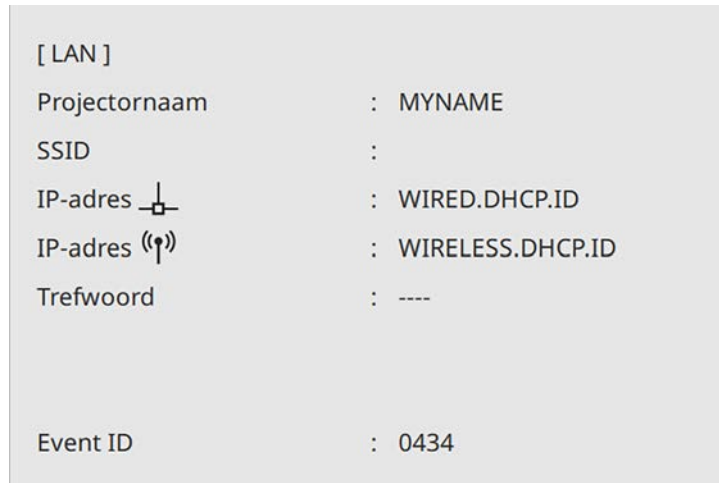 [ LAN ]
Projectornaam : MYNAME
SSID :
IP-adres : WIRED.DHCP.ID
IP-adres : WIRELESS.DHCP.ID
Trefwoord : ----
Event ID : 0434